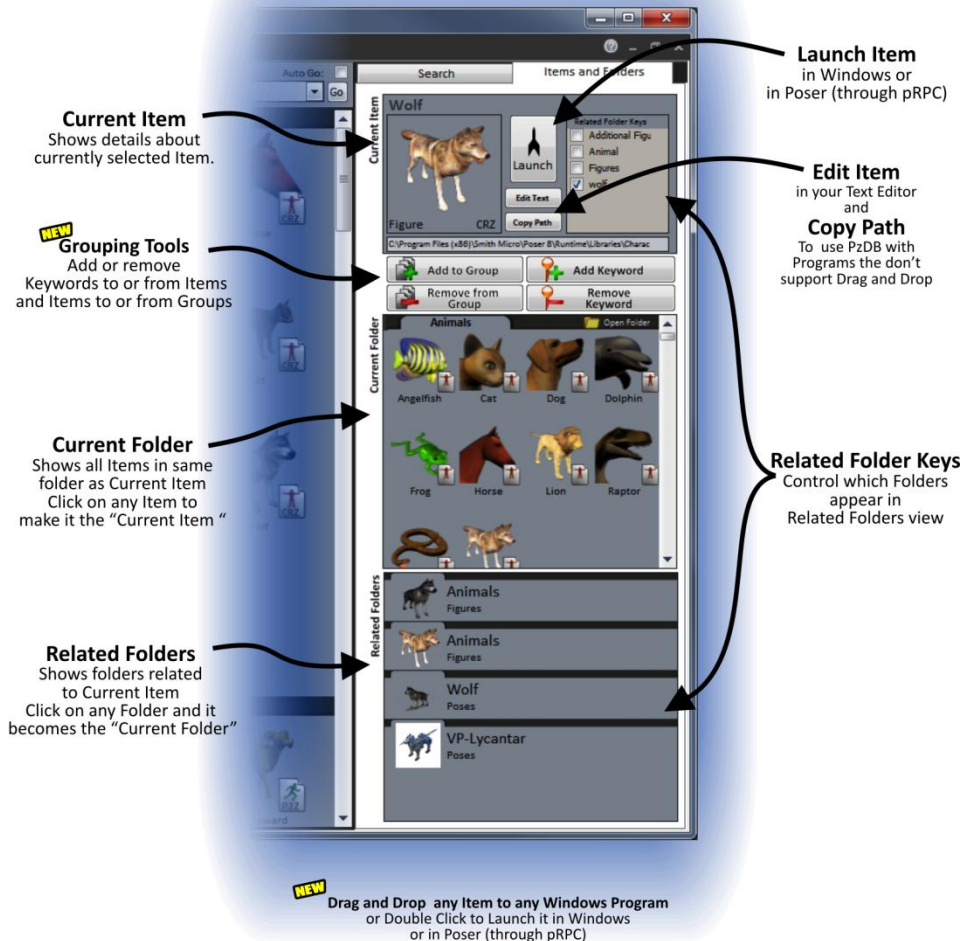 Launch Item
in Windows or
in Poser (through pRPC)
Auto Go:
Go
Search
Items and Folders
Current Item
Shows details about
currently selected Item.
Current Item
Wolf
Figure
CRZ
Launch
Edit Text
Copy Path
Related Folder Keys
Additional Figu
Animal
Figures
wolf
C:\Program Files (x86)\Smith Micro\Poser 8\Runtime\Libraries\Charac
Edit Item
in your Text Editor
and
Copy Path
To use PzDB with
Programs the don't
support Drag and Drop
NEW
Grouping Tools
Add or remove
Keywords to or from Items
and Items to or from Groups
Add to Group
Add Keyword
Remove from
Group
Remove
Keyword
Current Folder
Animals
Open Folder
Angelfish
Cat
Dog
Dolphin
Frog
Horse
Lion
Raptor
CRZ
CRZ
CRZ
Current Folder
Shows all Items in same
folder as Current Item
Click on any Item to
make it the “Current Item “
Related Folder Keys
Control which Folders
appear in
Related Folders view
Related Folders
Animals
Figures
Animals
Figures
Wolf
Poses
VP-Lycantar
Poses
Related Folders
Shows folders related
to Current Item
Click on any Folder and it
becomes the “Current Folder”
P2Z
NEW
Drag and Drop any Item to any Windows Program
or Double Click to Launch it in Windows
or in Poser (through pRPC)